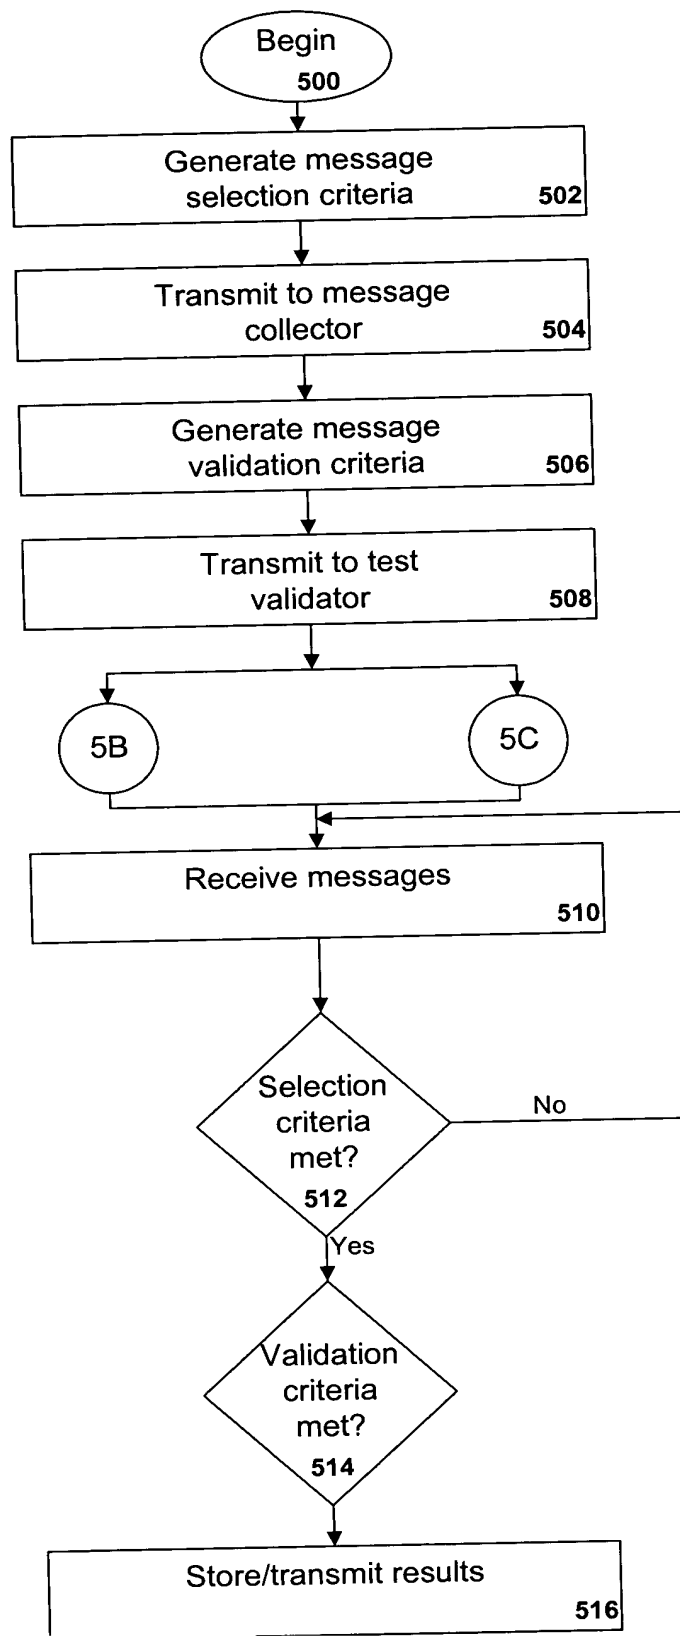 Begin
500
Generate message
selection criteria
502
Transmit to message
collector
504
Generate message
validation criteria
506
Transmit to test
validator
508
5B
5C
Receive messages
510
Selection
criteria
met?
512
No
Yes
Validation
criteria
met?
514
Store/transmit results
516